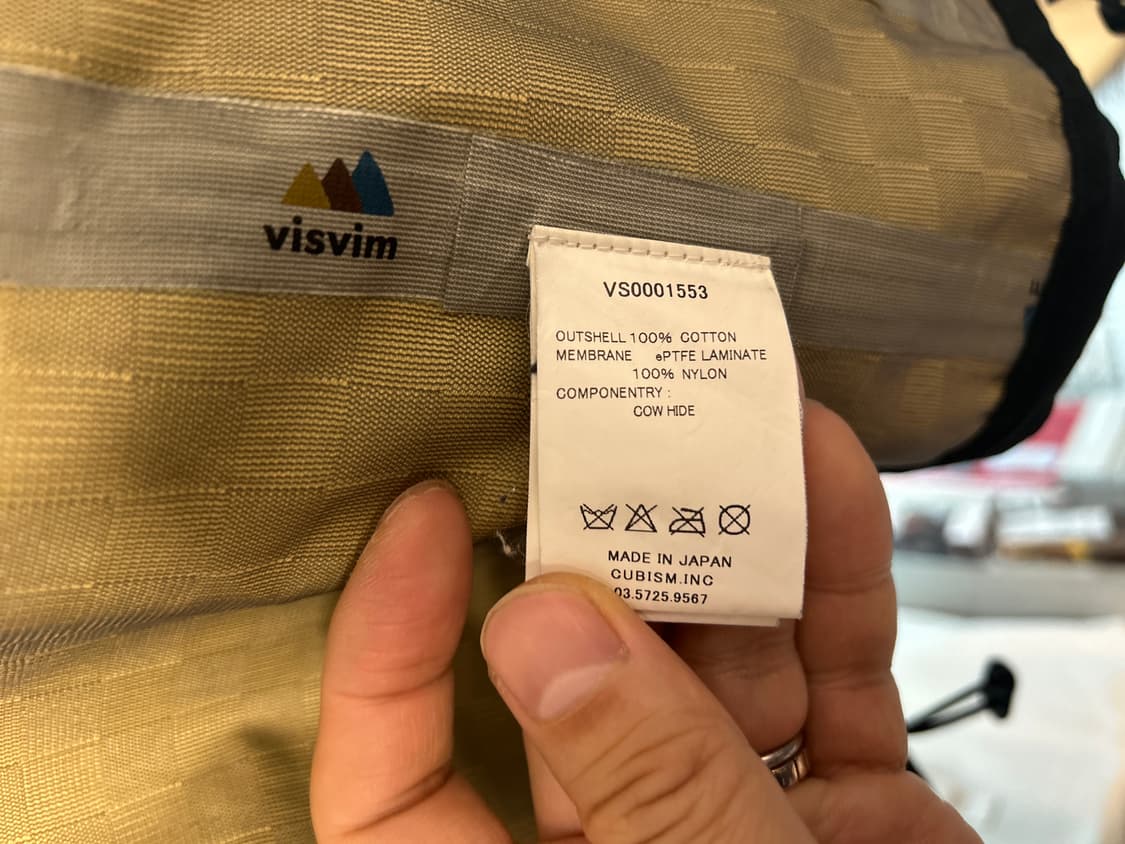 visvim
VS0001553
OUTSHELL 100% COTTON
MEMBRANE ePTFE LAMINATE
100% NYLON
COMPONENTRY :
COW HIDE
MADE IN JAPAN
CUBISM.INC
03.5725.9567